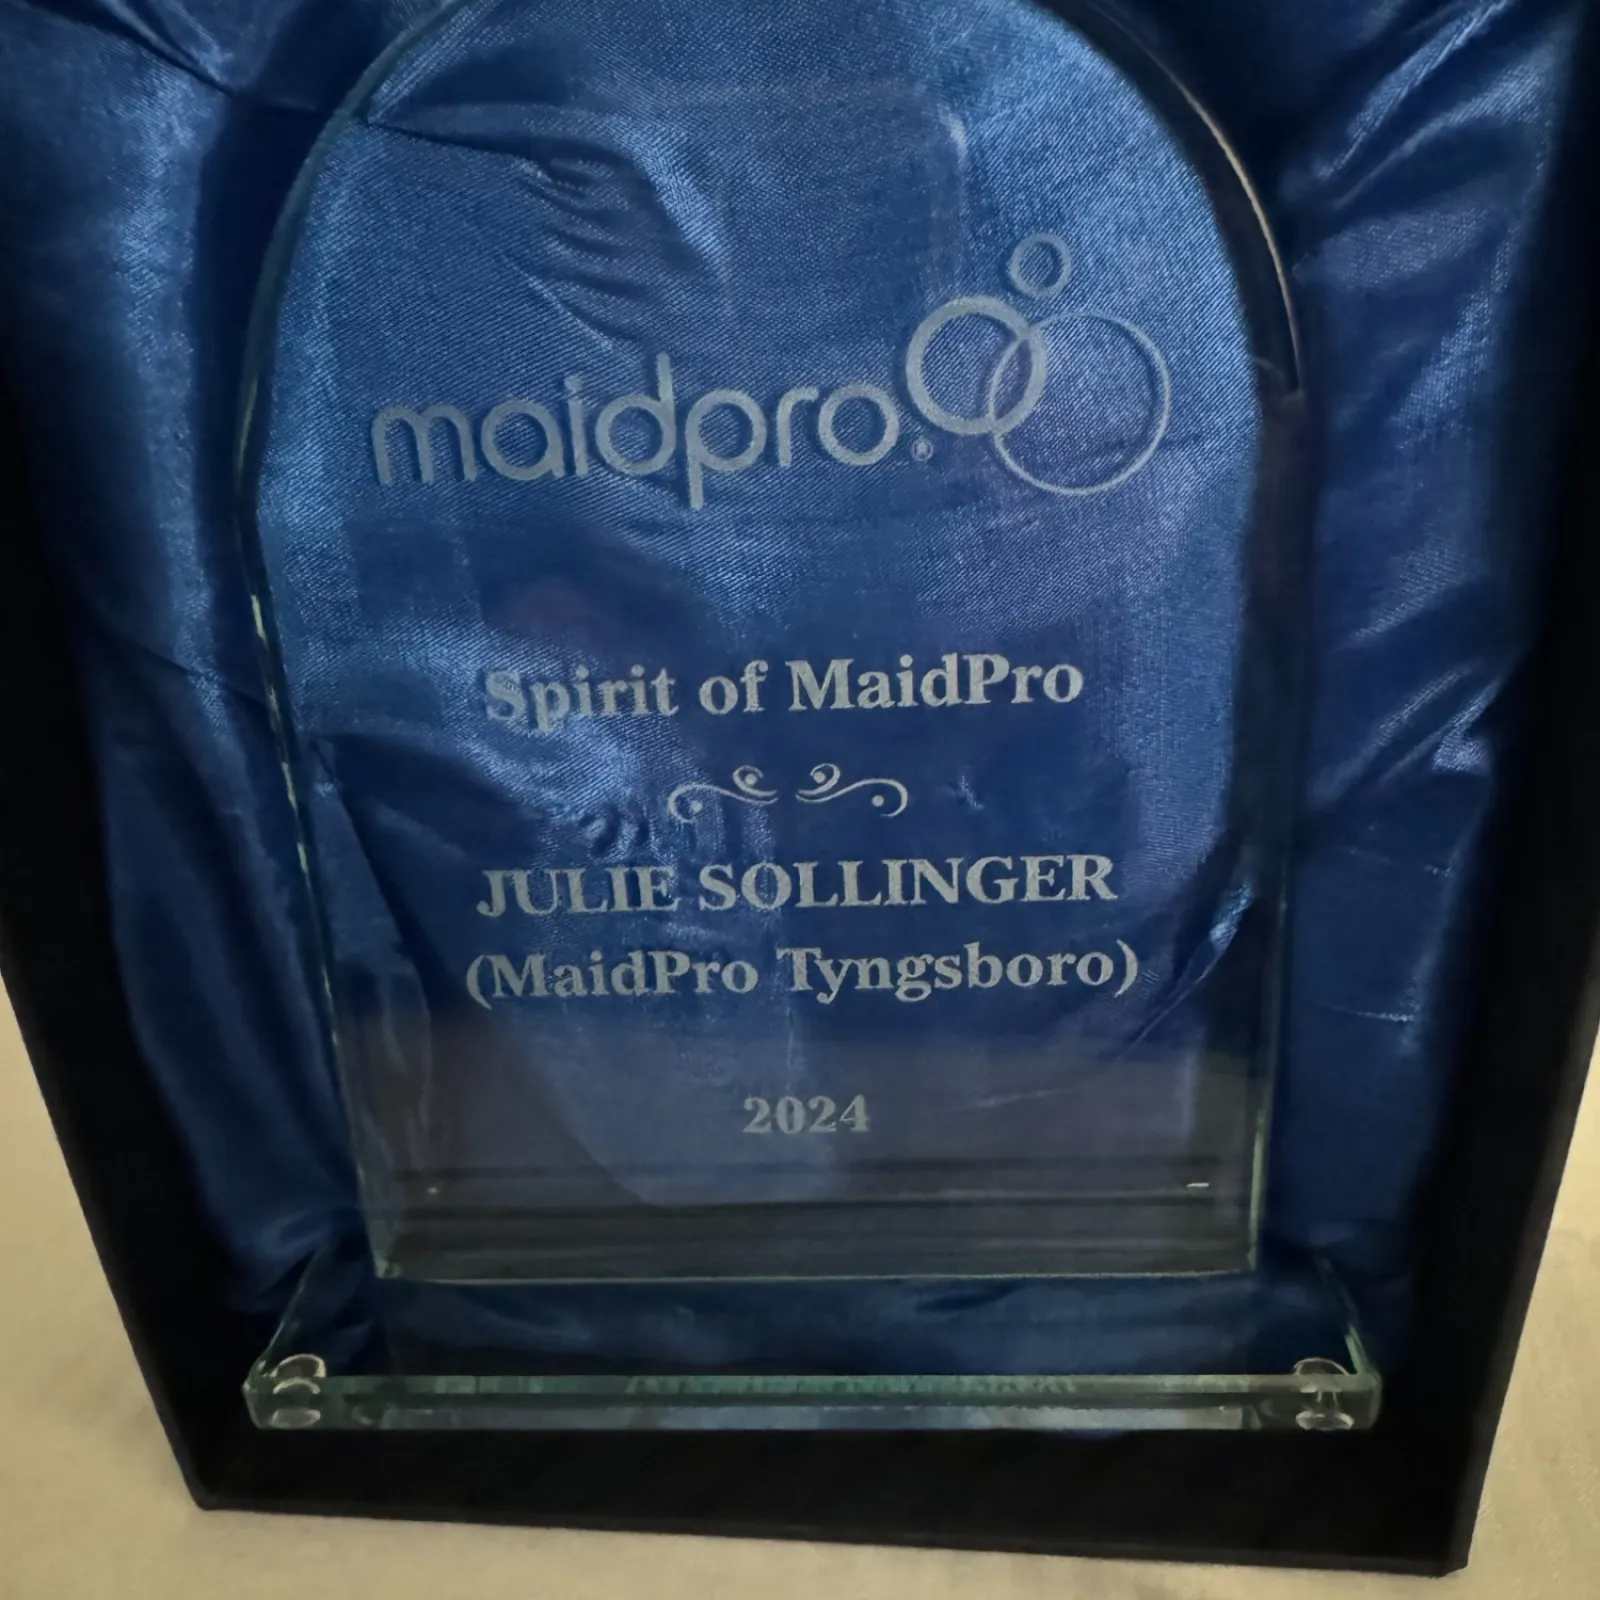 maidpro®
Spirit of MaidPro
JULIE SOLLINGER
(MaidPro Tyngsboro)
2024